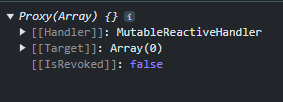 ▼ Proxy(Array) {} i
▶ [[Handler]]: MutableReactiveHandler
▶ [[Target]]: Array(0)
[[IsRevoked]]: false